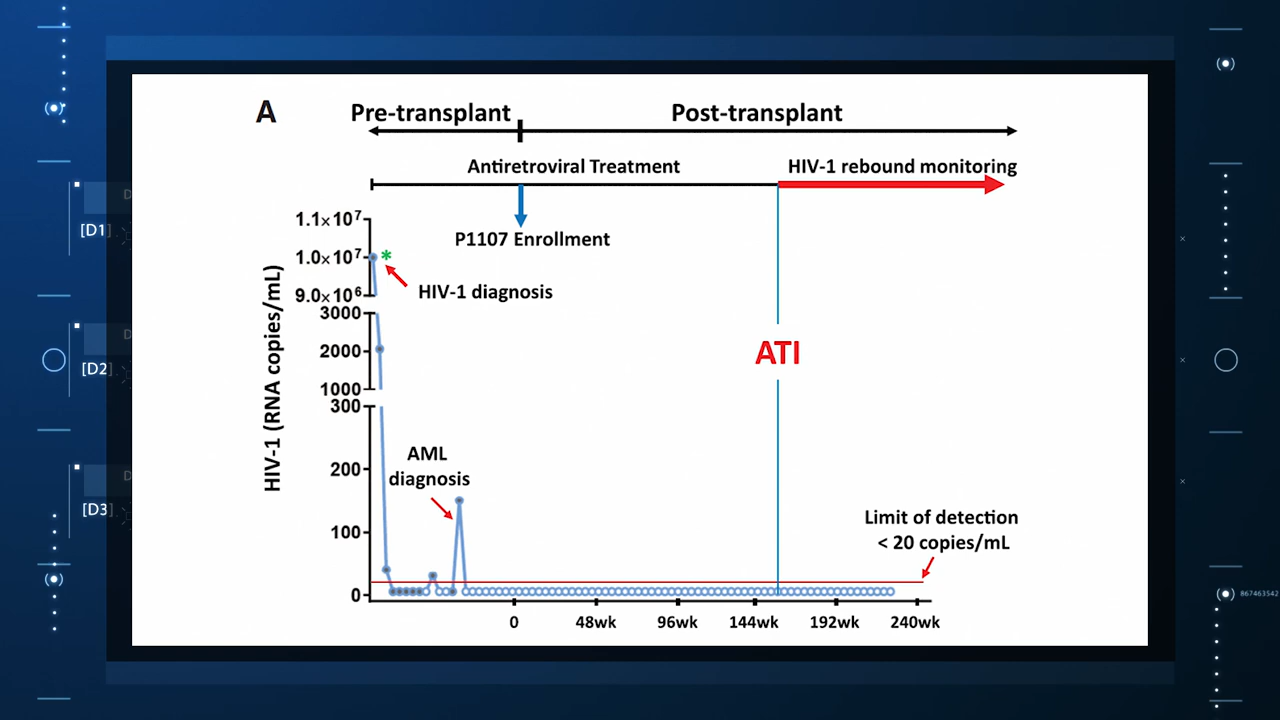 A
Pre-transplant
Post-transplant
Antiretroviral Treatment
HIV-1 rebound monitoring
P1107 Enrollment
1.1×10⁷
1.0×10⁷
9.0×10⁶
*
HIV-1 diagnosis
3000
2000
1000
300
200
100
0
HIV-1 (RNA copies/mL)
ATI
AML
diagnosis
Limit of detection
< 20 copies/mL
0
48wk
96wk
144wk
192wk
240wk
[D1]
D
[D2]
D
[D3]
D
867463542